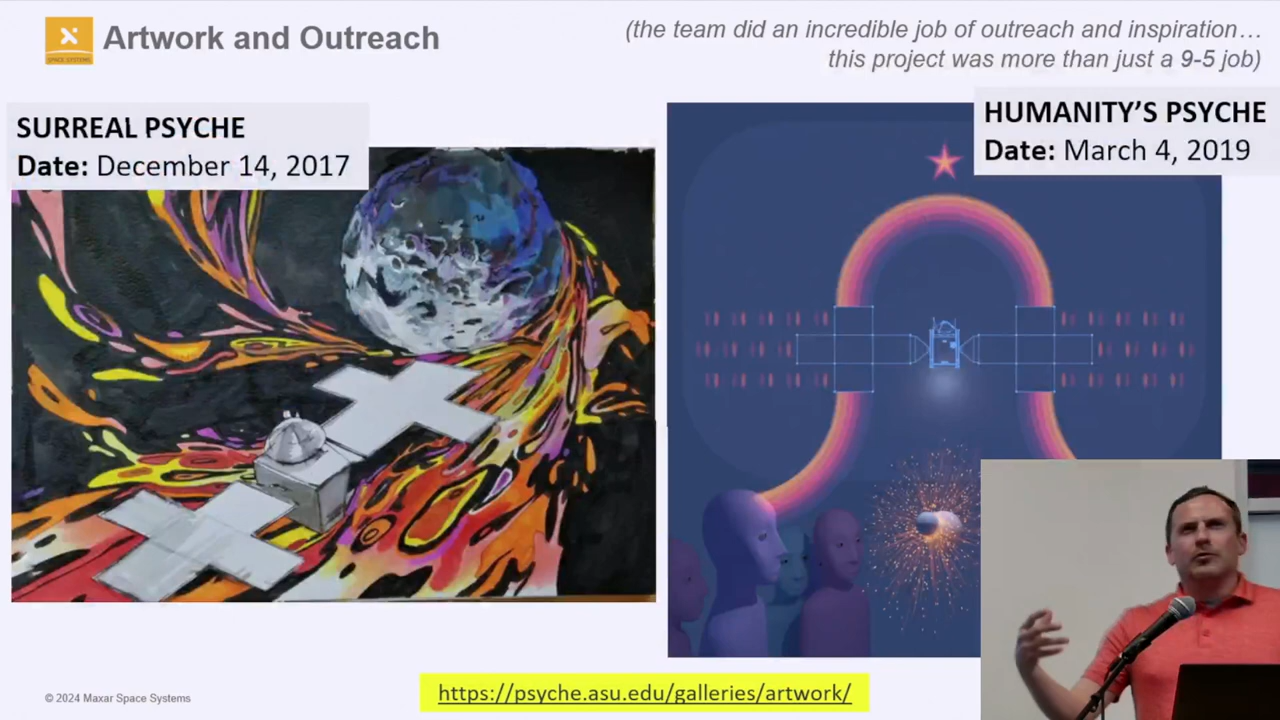 SPACE SYSTEMS
Artwork and Outreach
(the team did an incredible job of outreach and inspiration…
this project was more than just a 9-5 job)
SURREAL PSYCHE
Date: December 14, 2017
HUMANITY'S PSYCHE
Date: March 4, 2019
© 2024 Maxar Space Systems
https://psyche.asu.edu/galleries/artwork/